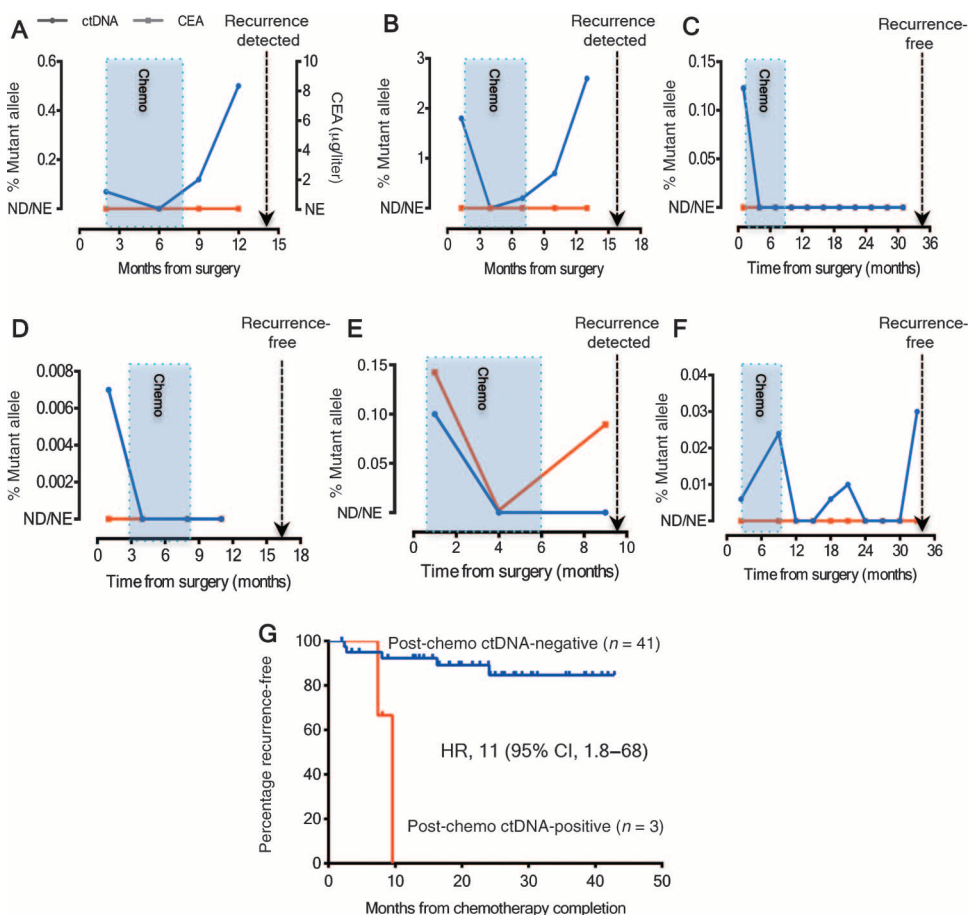 ctDNA CEA
A
Recurrence
detected
0.6
0.4
0.2
ND/NE
% Mutant allele
Chemo
10
8
6
4
2
NE
CEA (µg/liter)
3 6 9 12 15
Months from surgery
B
Recurrence
detected
3
2
1
ND/NE
% Mutant allele
Chemo
3 6 9 12 15 18
Months from surgery
C
Recurrence-
free
0.15
0.10
0.05
ND/NE
% Mutant allele
Chemo
0 6 12 18 24 30 36
Time from surgery (months)
D
Recurrence-
free
0.008
0.006
0.004
0.002
ND/NE
% Mutant allele
Chemo
0 3 6 9 12 15 18
Time from surgery (months)
E
Recurrence
detected
0.15
0.10
0.05
ND/NE
% Mutant allele
Chemo
0 2 4 6 8 10
Time from surgery (months)
F
Recurrence-
free
0.04
0.03
0.02
0.01
ND/NE
% Mutant allele
Chemo
0 6 12 18 24 30 36
Time from surgery (months)
G
100
80
60
40
20
0
Percentage recurrence-free
Post-chemo ctDNA-negative (n = 41)
HR, 11 (95% CI, 1.8–68)
Post-chemo ctDNA-positive (n = 3)
0 10 20 30 40 50
Months from chemotherapy completion